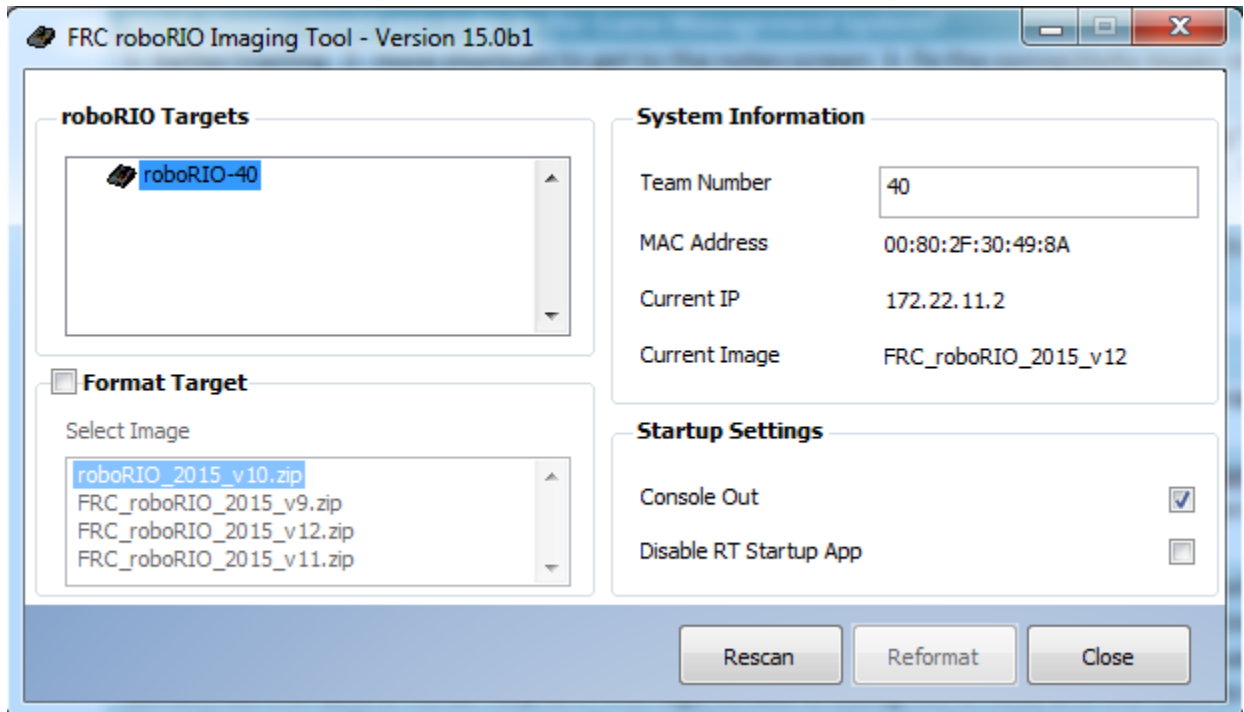 FRC roboRIO Imaging Tool - Version 15.0b1
roboRIO Targets
roboRIO-40
Format Target
Select Image
roboRIO_2015_v10.zip
FRC_roboRIO_2015_v9.zip
FRC_roboRIO_2015_v12.zip
FRC_roboRIO_2015_v11.zip
System Information
Team Number 40
MAC Address 00:80:2F:30:49:8A
Current IP 172.22.11.2
Current Image FRC_roboRIO_2015_v12
Startup Settings
Console Out
Disable RT Startup App
Rescan Reformat Close